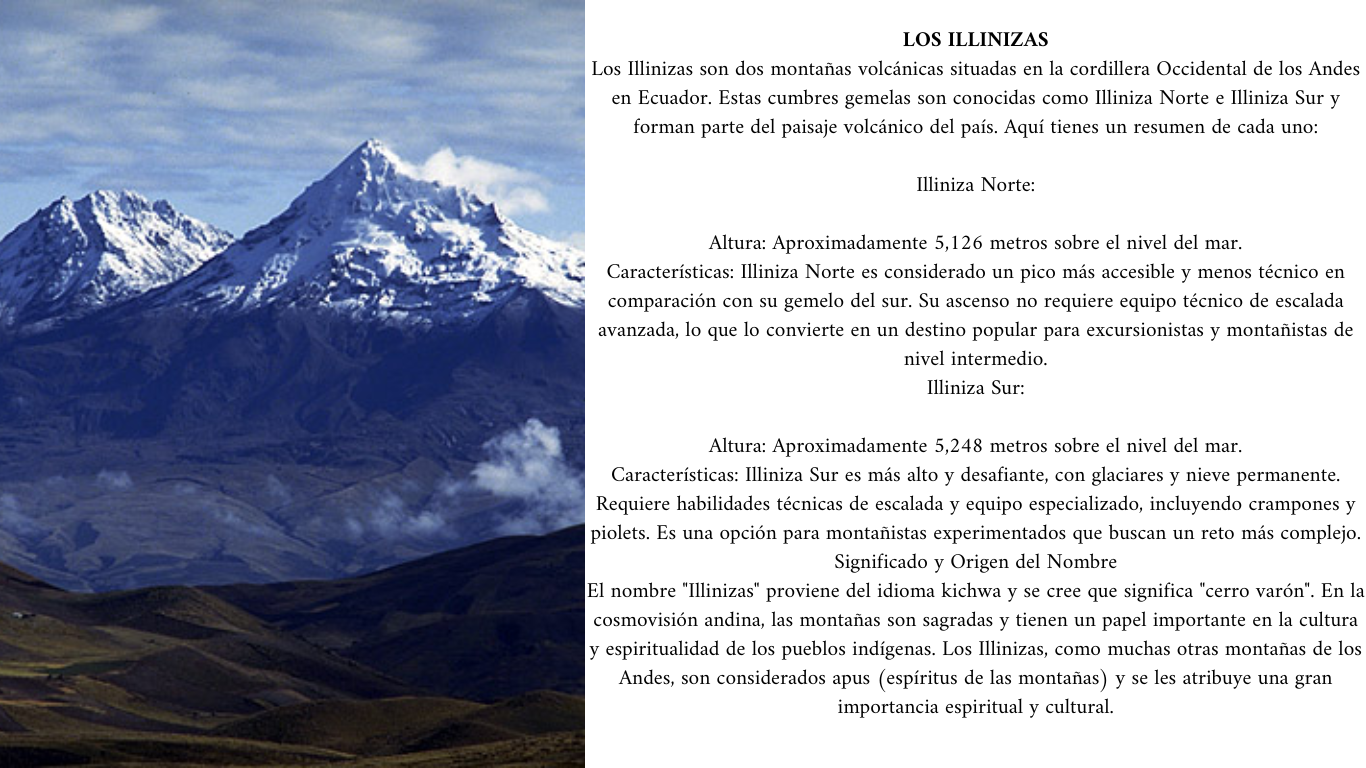 LOS ILLINIZAS
Los Illinizas son dos montañas volcánicas situadas en la cordillera Occidental de los Andes
en Ecuador. Estas cumbres gemelas son conocidas como Illiniza Norte e Illiniza Sur y
forman parte del paisaje volcánico del país. Aquí tienes un resumen de cada uno:
Illiniza Norte:
Altura: Aproximadamente 5,126 metros sobre el nivel del mar.
Características: Illiniza Norte es considerado un pico más accesible y menos técnico en
comparación con su gemelo del sur. Su ascenso no requiere equipo técnico de escalada
avanzada, lo que lo convierte en un destino popular para excursionistas y montañistas de
nivel intermedio.
Illiniza Sur:
Altura: Aproximadamente 5,248 metros sobre el nivel del mar.
Características: Illiniza Sur es más alto y desafiante, con glaciares y nieve permanente.
Requiere habilidades técnicas de escalada y equipo especializado, incluyendo crampones y
piolets. Es una opción para montañistas experimentados que buscan un reto más complejo.
Significado y Origen del Nombre
El nombre "Illinizas" proviene del idioma kichwa y se cree que significa "cerro varón". En la
cosmovisión andina, las montañas son sagradas y tienen un papel importante en la cultura
y espiritualidad de los pueblos indígenas. Los Illinizas, como muchas otras montañas de los
Andes, son considerados apus (espíritus de las montañas) y se les atribuye una gran
importancia espiritual y cultural.